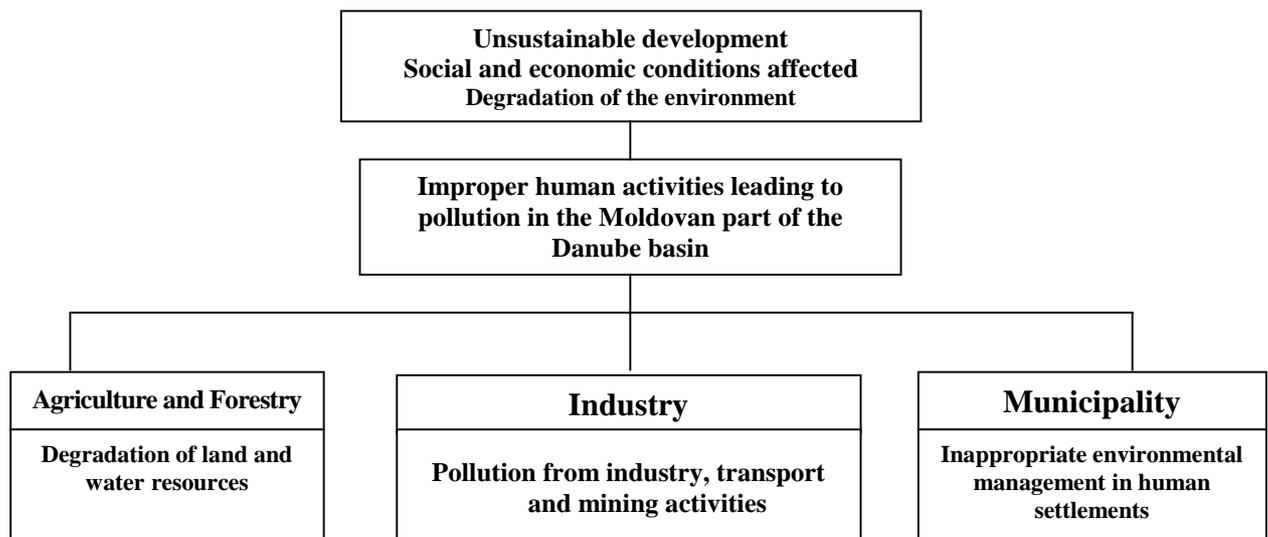 Unsustainable development
Social and economic conditions affected
Degradation of the environment
Improper human activities leading to
pollution in the Moldovan part of the
Danube basin
Agriculture and Forestry
Degradation of land and
water resources
Industry
Pollution from industry, transport
and mining activities
Municipality
Inappropriate environmental
management in human
settlements